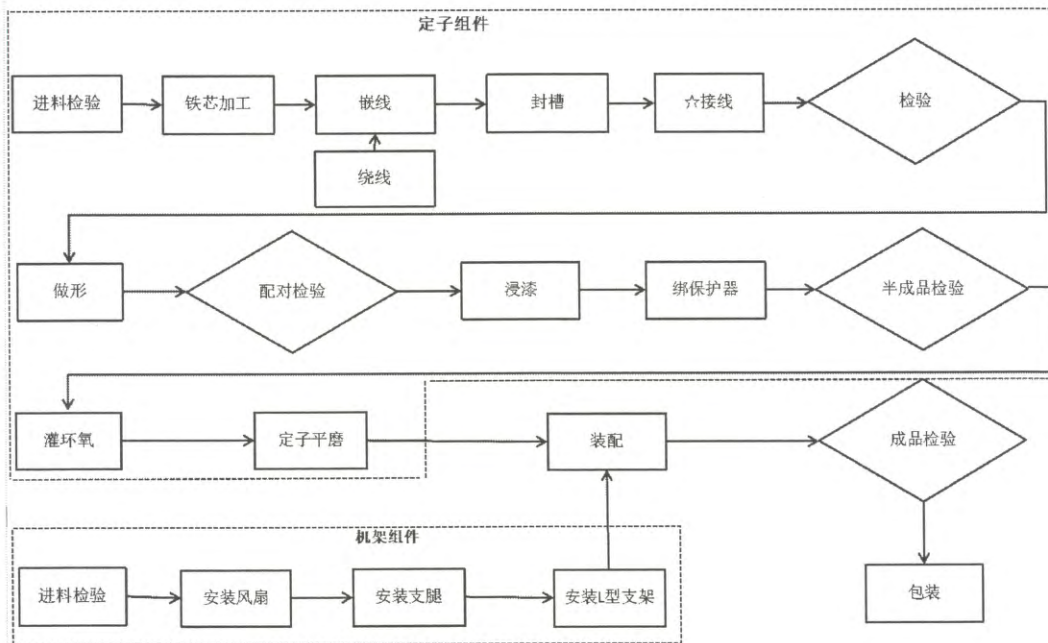 定子组件
进料检验
铁芯加工
嵌线
封槽
六接线
检验
绕线
做形
配对检验
浸漆
绑保护器
半成品检验
灌环氧
定子平磨
装配
成品检验
机架组件
进料检验
安装风扇
安装支腿
安装L型支架
包装